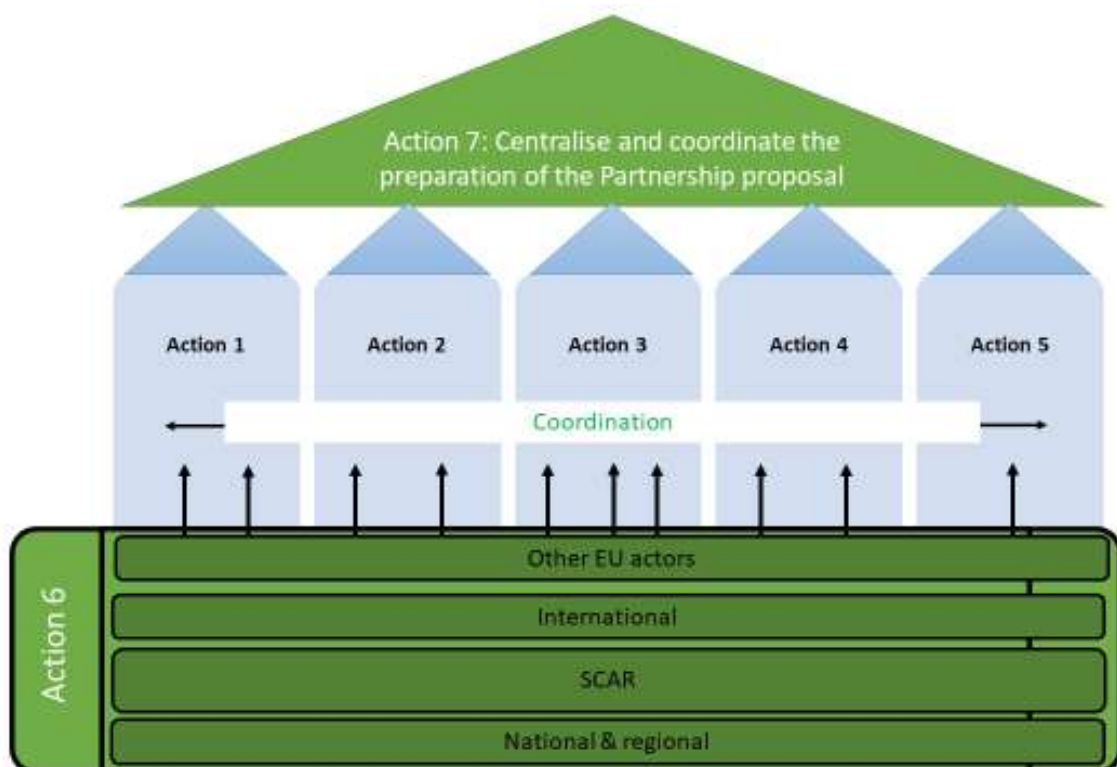 Action 7: Centralise and coordinate the
preparation of the Partnership proposal
Action 1
Action 2
Action 3
Action 4
Action 5
Coordination
Action 6
Other EU actors
International
SCAR
National & regional